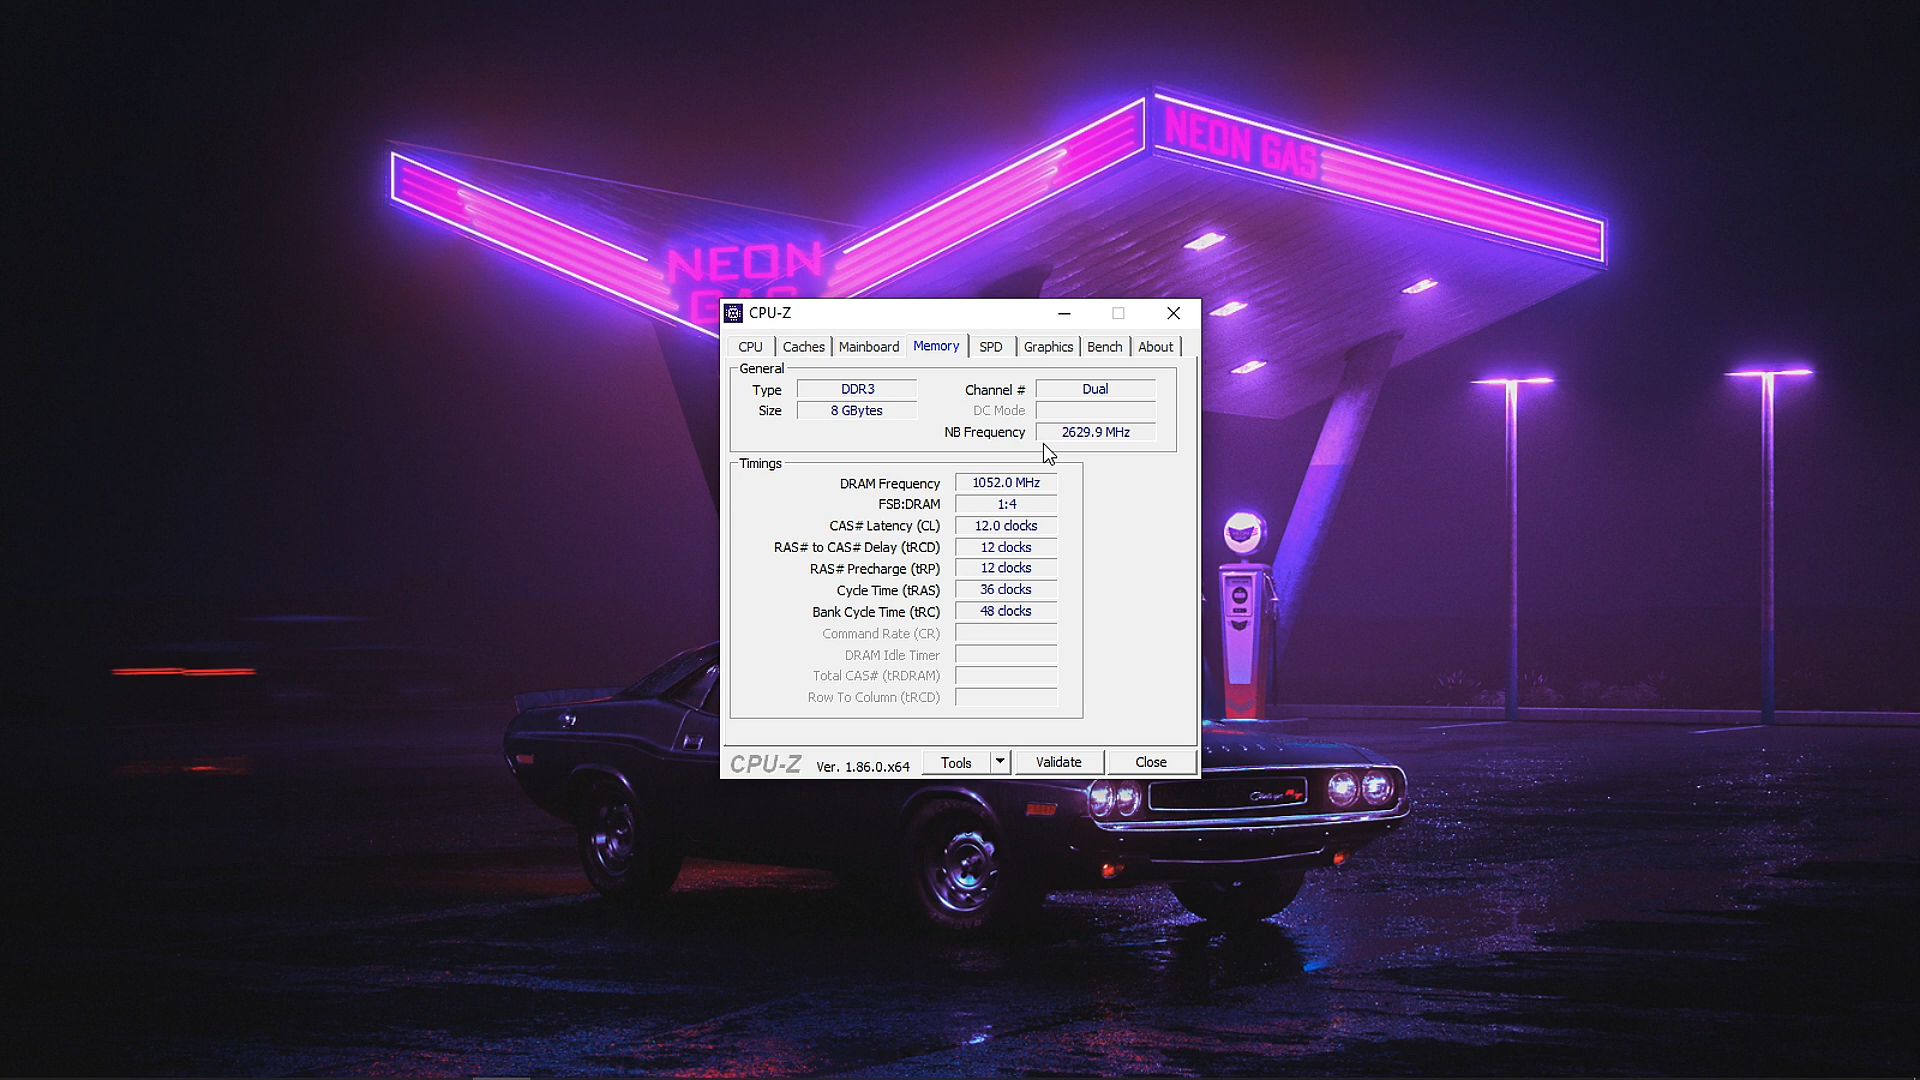 NEON GAS
NEON
GAS
CPU-Z
CPU Caches Mainboard Memory SPD Graphics Bench About
General
Type DDR3 Channel # Dual
Size 8 GBytes DC Mode
NB Frequency 2629.9 MHz
Timings
DRAM Frequency 1052.0 MHz
FSB:DRAM 1:4
CAS# Latency (CL) 12.0 clocks
RAS# to CAS# Delay (tRCD) 12 clocks
RAS# Precharge (tRP) 12 clocks
Cycle Time (tRAS) 36 clocks
Bank Cycle Time (tRC) 48 clocks
Command Rate (CR)
DRAM Idle Timer
Total CAS# (tRDRAM)
Row To Column (tRCD)
CPU-Z Ver. 1.86.0.x64 Tools Validate Close
Challenger R/T